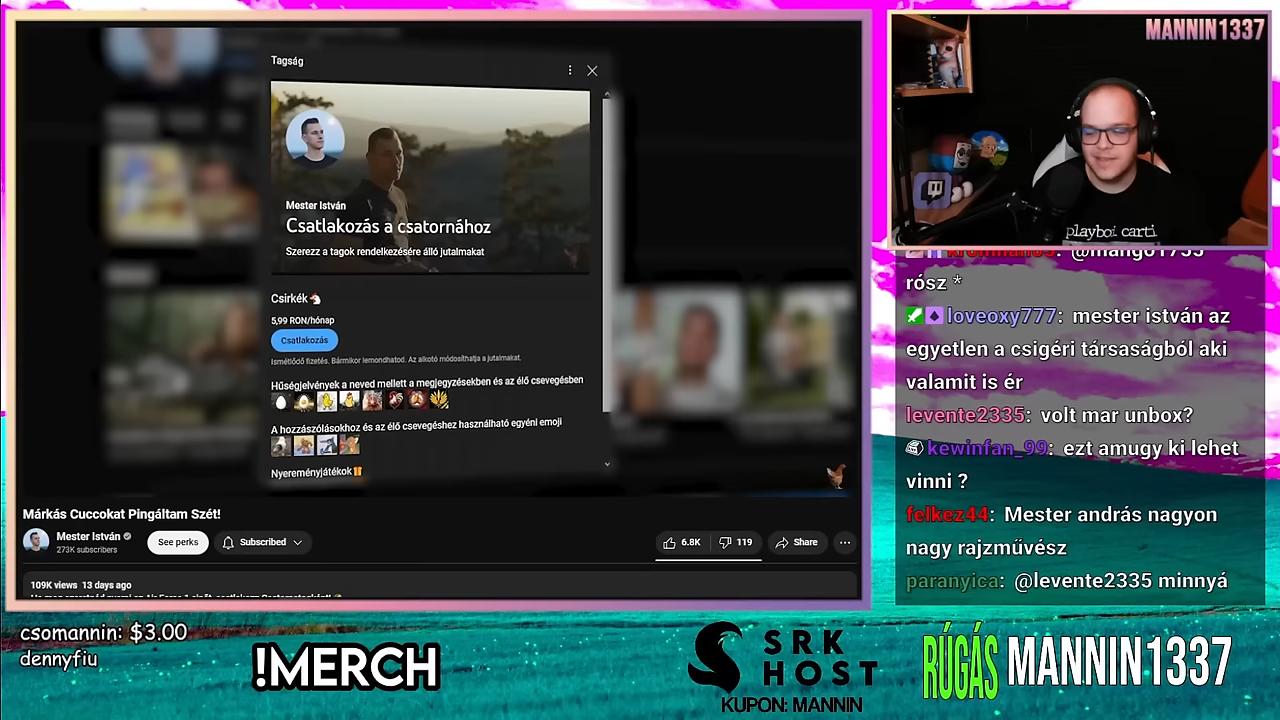 Tagság
Mester István
Csatlakozás a csatornához
Szerezz a tagok rendelkezésére álló jutalmakat
Csirkék
5,99 RON/hónap
Csatlakozás
Ismétlődő fizetés. Bármikor lemondhatod. Az alkotó módosíthatja a jutalmakat.
Hűségjelvények a neved mellett a megjegyzésekben és az élő csevegésben
A hozzászólásokhoz és az élő csevegéshez használható egyéni emoji
Nyereményjátékok
Márkás Cuccokat Pingáltam Szét!
Mester István
273K subscribers
See perks
Subscribed
6.8K
119
Share
109K views 13 days ago
MANNIN1337
playboi carti
rósz *
loveoxy777: mester istván az
egyetlen a csigéri társaságból aki
valamit is ér
levente2335: volt mar unbox?
kewinfan_99: ezt amugy ki lehet
vinni ?
felkez44: Mester andrás nagyon
nagy rajzművész
paranyica: @levente2335 minnyá
csomannin: $3.00
dennyfiu
!MERCH
SRK
HOST
KUPON: MANNIN
RÚGÁS MANNIN1337